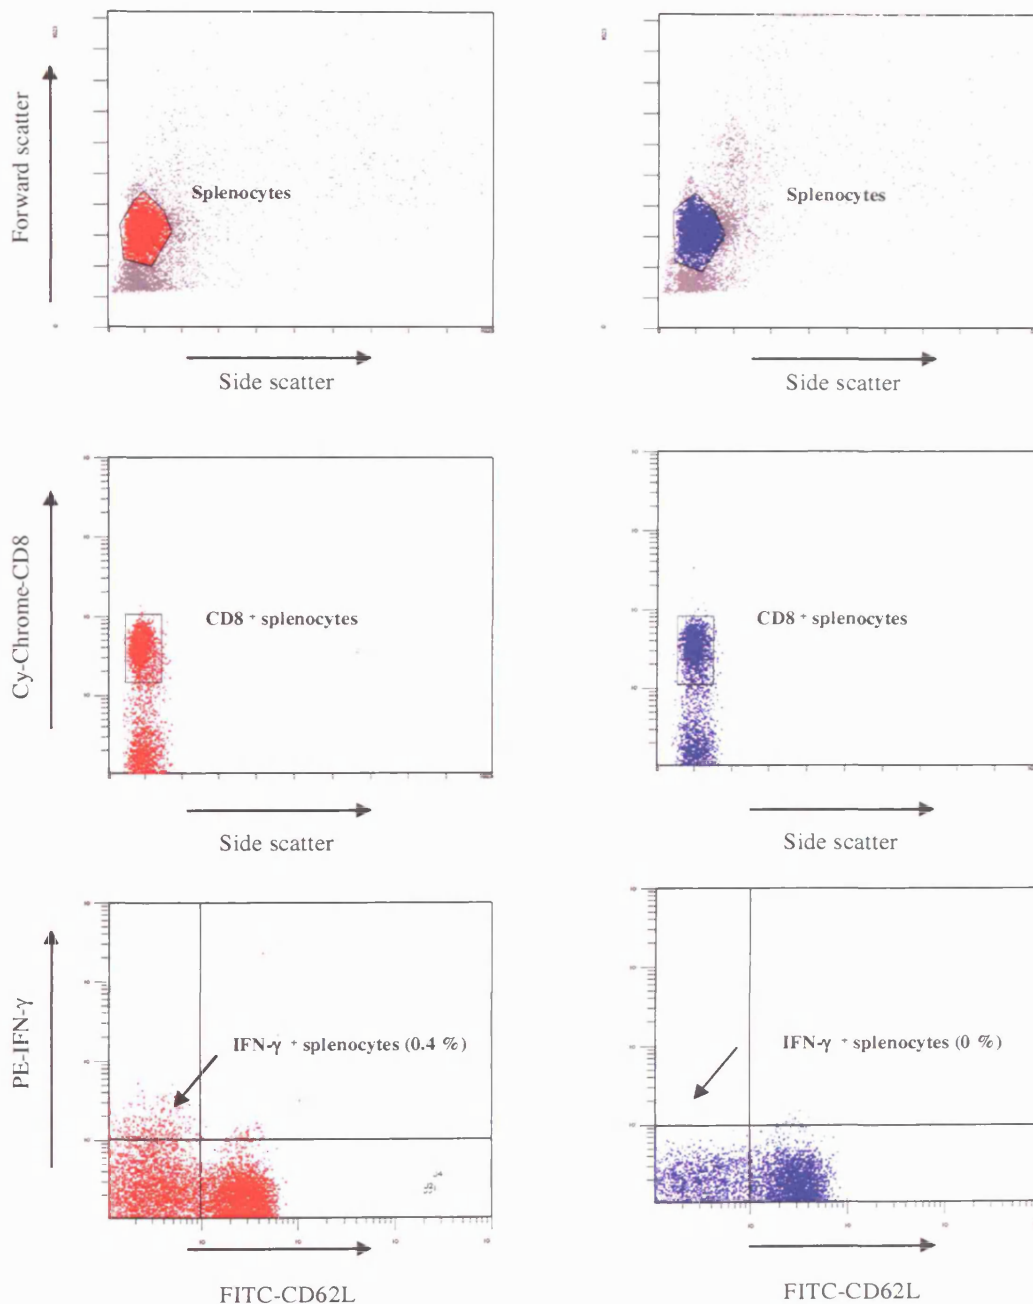 Forward scatter
Splenocytes
Splenocytes
Side scatter
Side scatter
Cy-Chrome-CD8
CD8 + splenocytes
CD8 + splenocytes
Side scatter
Side scatter
PE-IFN-γ
IFN-γ + splenocytes (0.4 %)
IFN-γ + splenocytes (0 %)
FITC-CD62L
FITC-CD62L